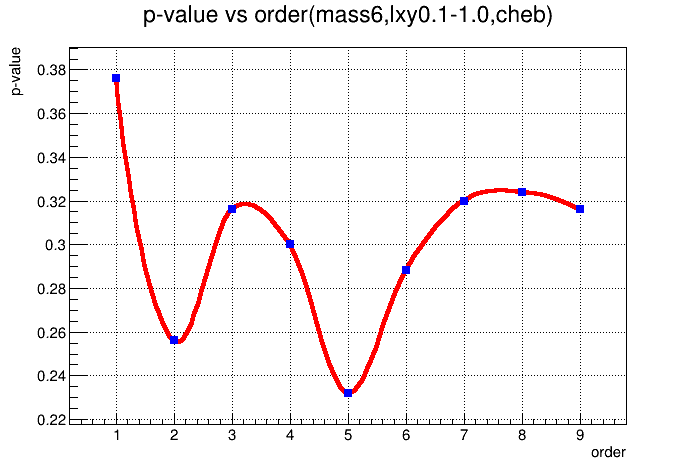 p-value vs order(mass6,lxy0.1-1.0,cheb)
p-value
0.38
0.36
0.34
0.32
0.3
0.28
0.26
0.24
0.22
1 2 3 4 5 6 7 8 9
order